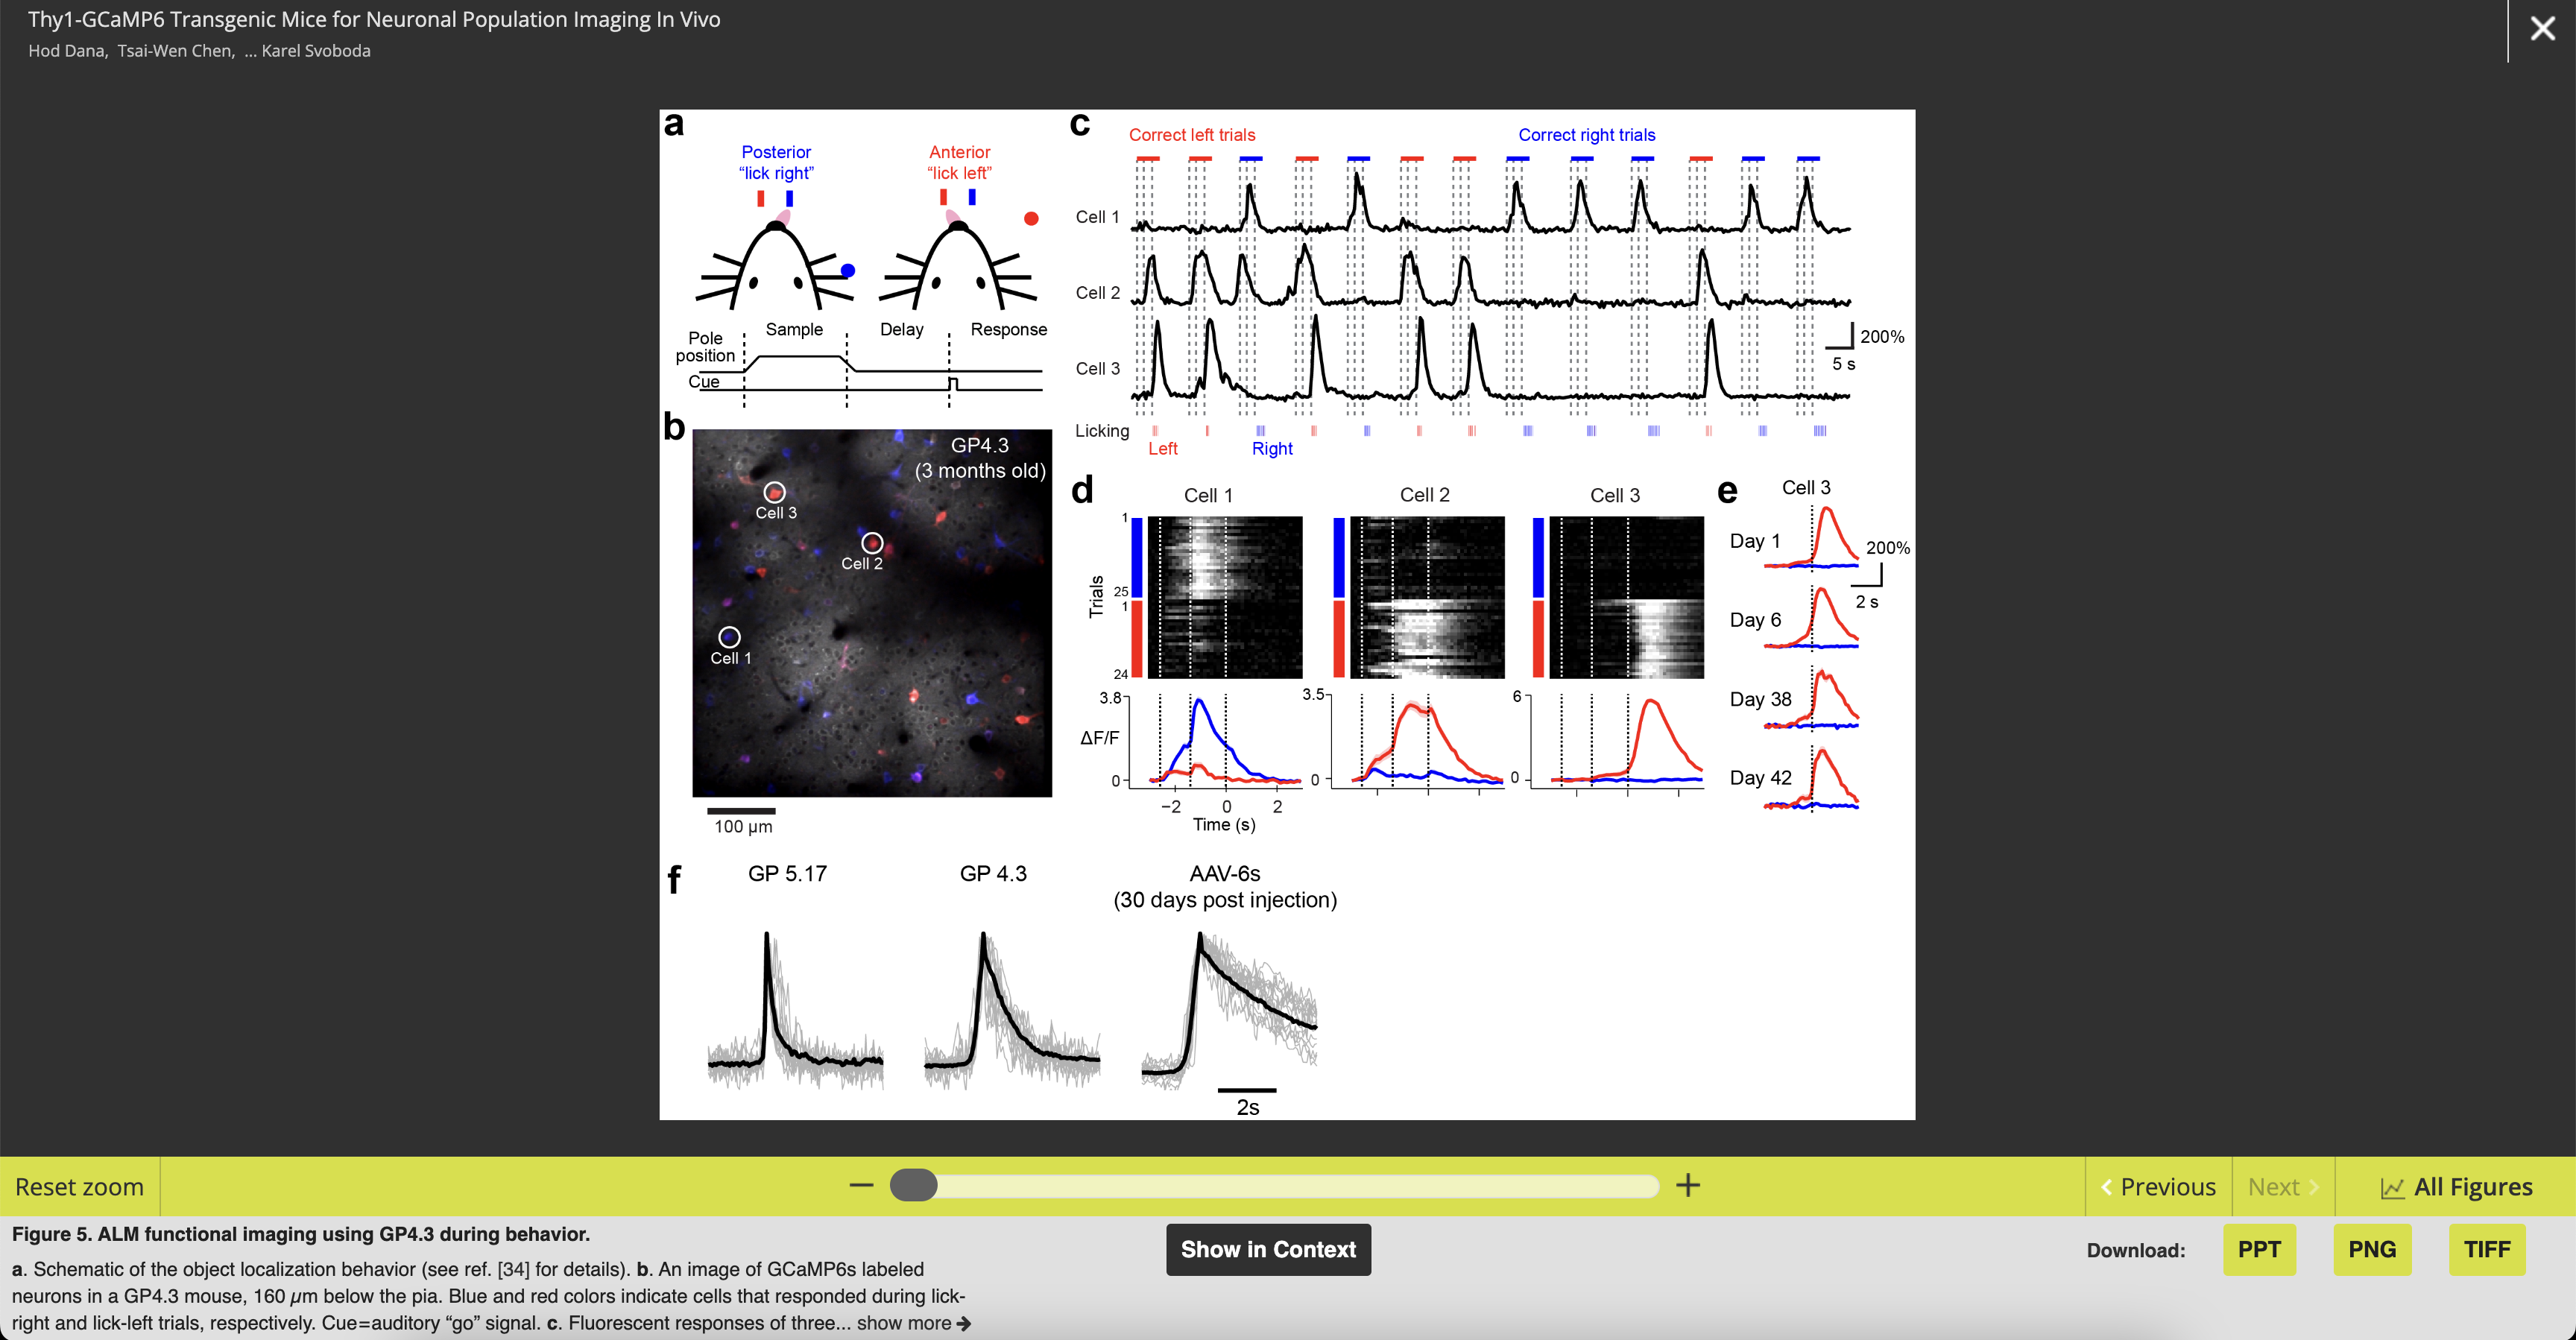 Thy1-GCaMP6 Transgenic Mice for Neuronal Population Imaging In Vivo
Hod Dana, Tsai-Wen Chen, ... Karel Svoboda
a
Posterior
“lick right”
Anterior
“lick left”
Sample
Delay
Response
Pole
position
Cue
b
GP4.3
(3 months old)
Cell 3
Cell 2
Cell 1
100 µm
c
Correct left trials
Correct right trials
Cell 1
Cell 2
Cell 3
200%
5 s
Licking
Left
Right
d
Cell 1
Cell 2
Cell 3
Trials
1
25
1
24
3.8
ΔF/F
0
3.5
0
6
0
−2 0 2
Time (s)
e
Cell 3
Day 1
200%
2 s
Day 6
Day 38
Day 42
f
GP 5.17
GP 4.3
AAV-6s
(30 days post injection)
2s
Reset zoom
Previous
Next
All Figures
Figure 5. ALM functional imaging using GP4.3 during behavior.
a. Schematic of the object localization behavior (see ref. [34] for details). b. An image of GCaMP6s labeled
neurons in a GP4.3 mouse, 160 µm below the pia. Blue and red colors indicate cells that responded during lick-
right and lick-left trials, respectively. Cue=auditory “go” signal. c. Fluorescent responses of three... show more
Show in Context
Download:
PPT
PNG
TIFF